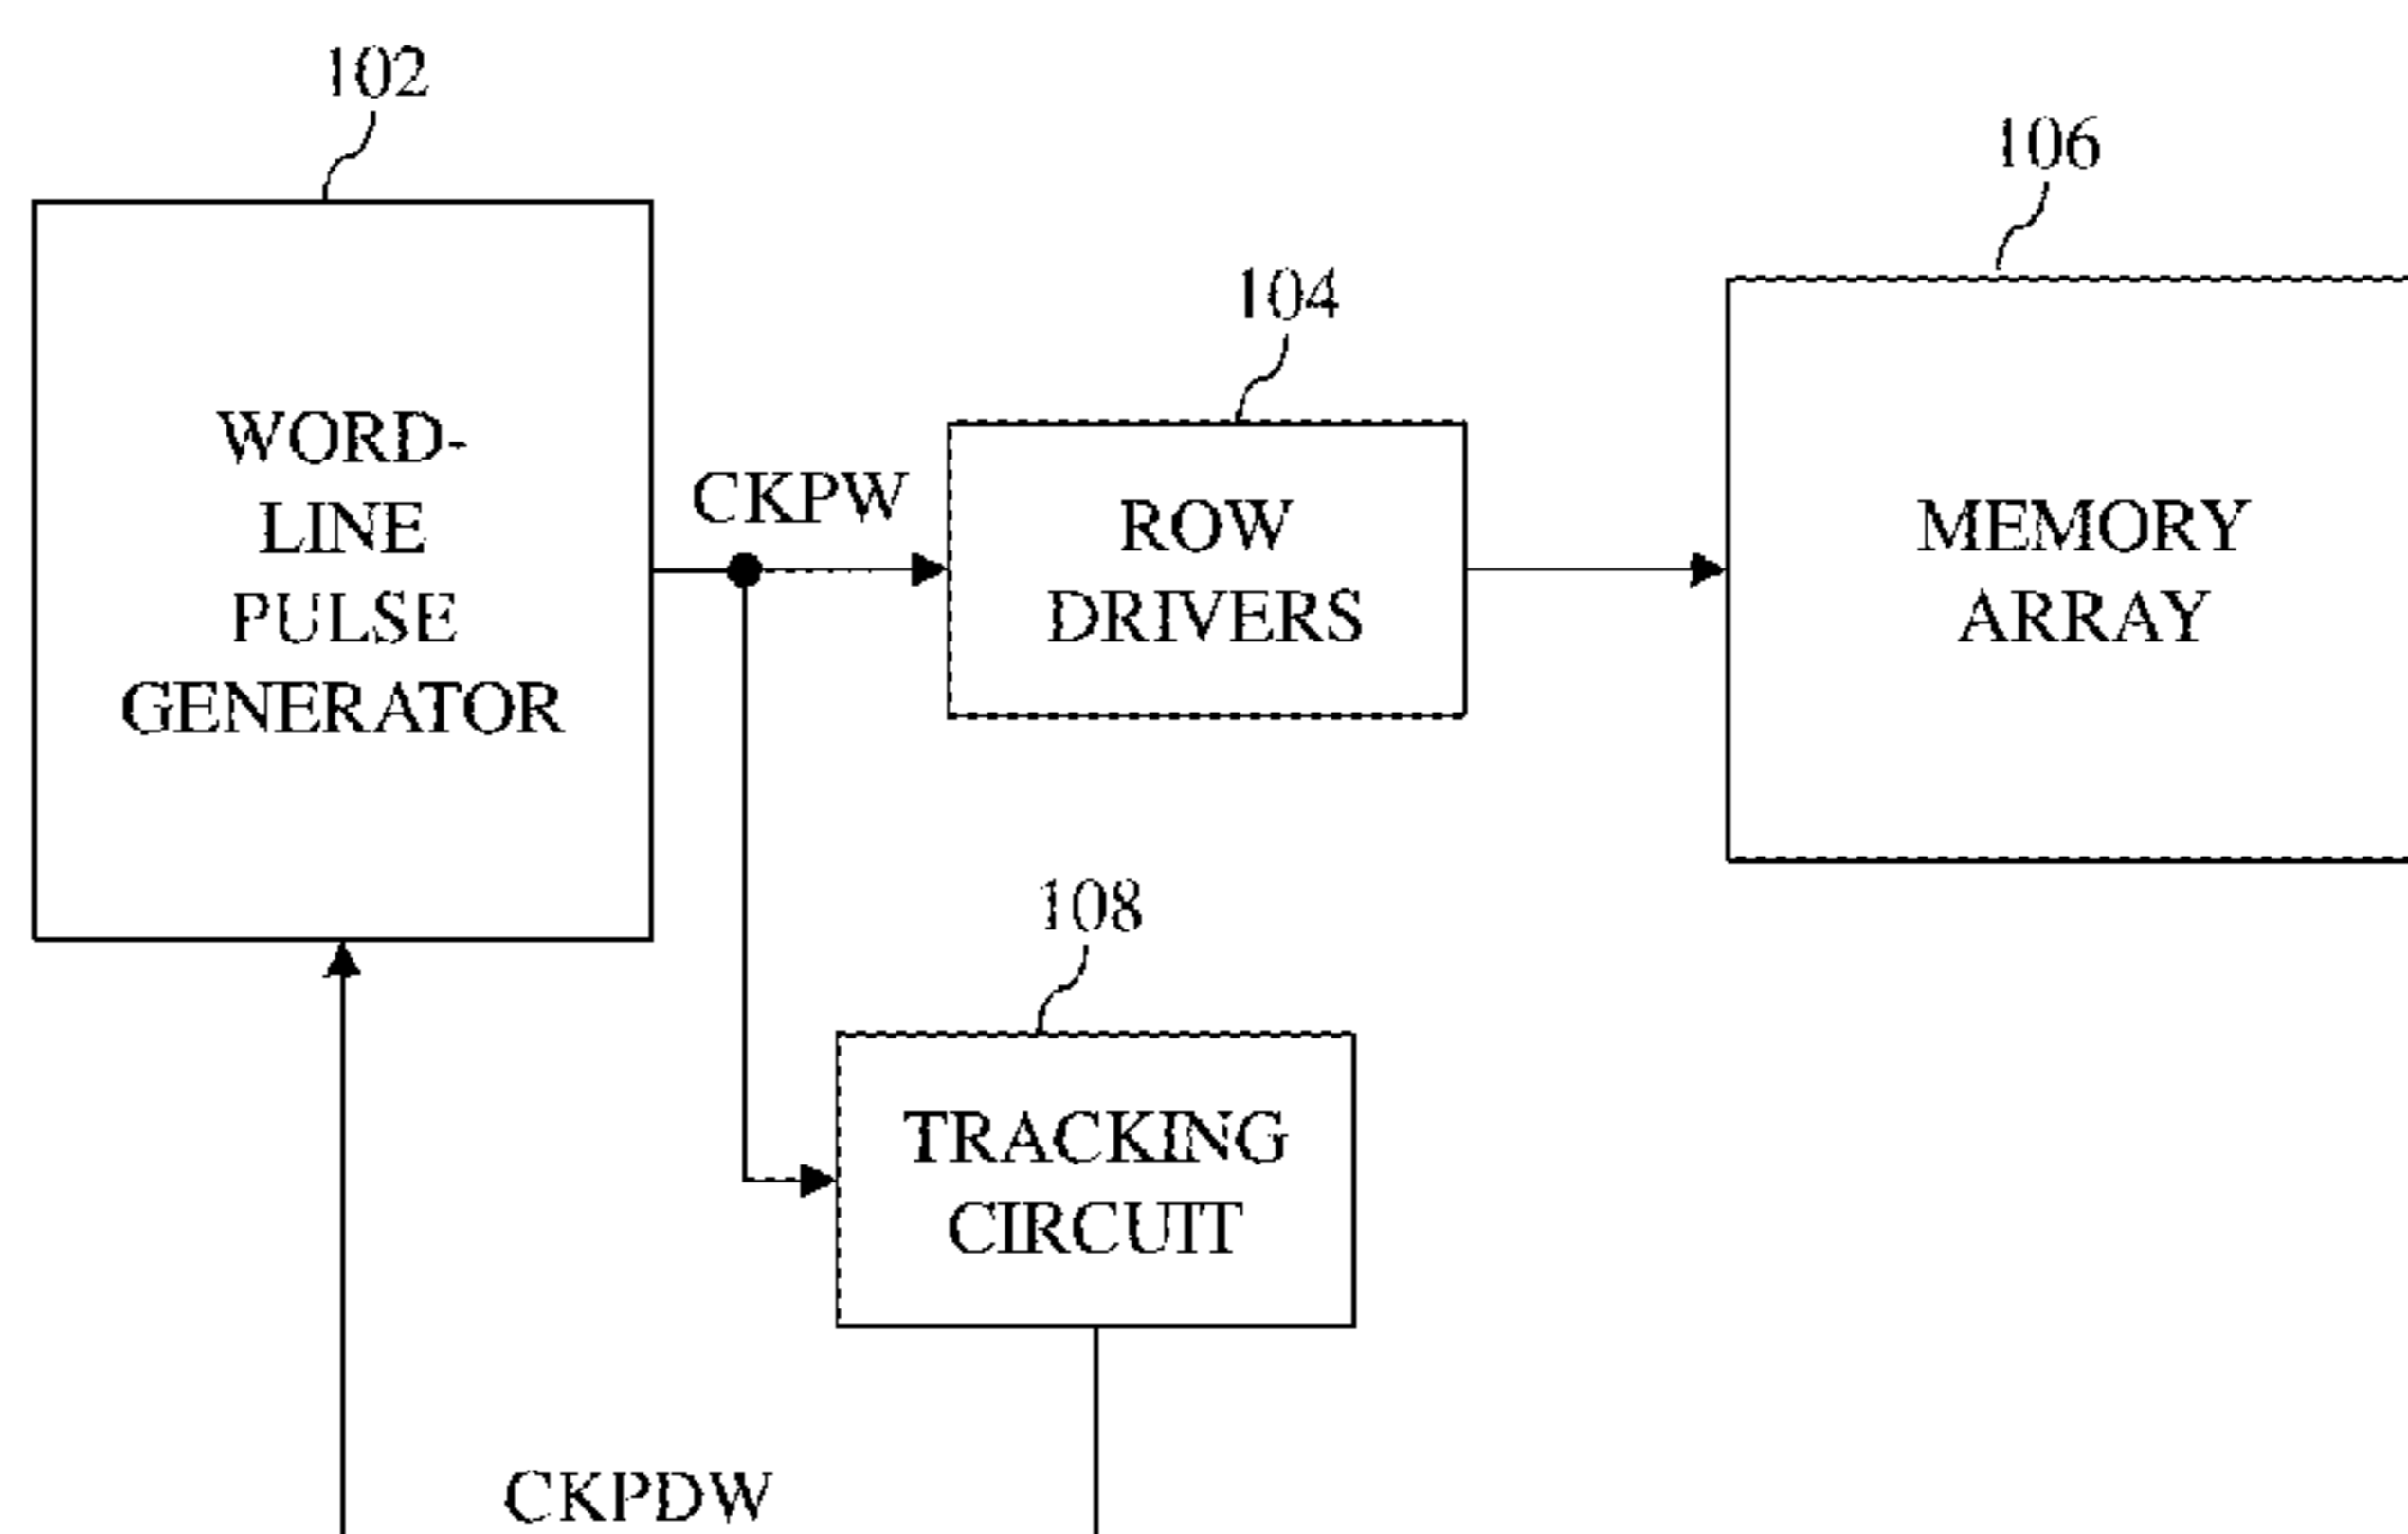 102
106
104
WORD-
LINE
PULSE
GENERATOR
CKPW
ROW
DRIVERS
MEMORY
ARRAY
108
TRACKING
CIRCUIT
CKPDW